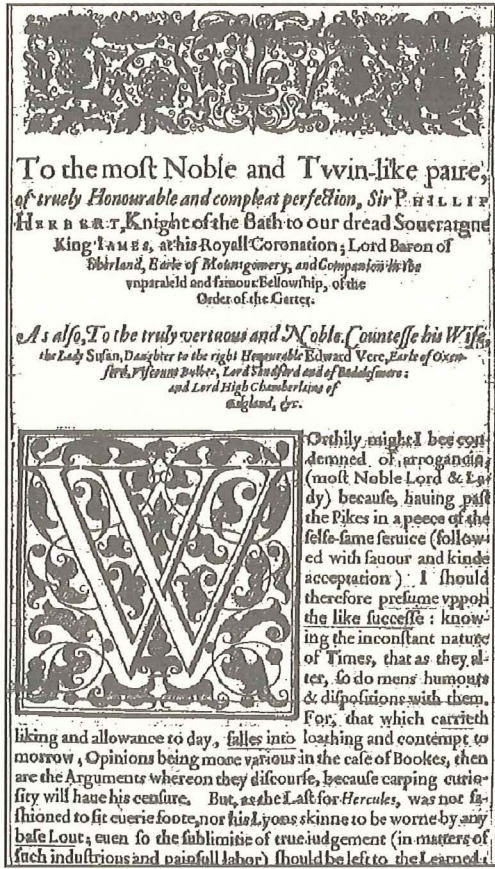 To the moſt Noble and Twin-like paire,
of truely Honourable and compleat perfection, Sir PHILLIP
HERBERT, Knight of the Bath to our dread Soueraigne
King IAMES, at his Royall Coronation; Lord Baron of
Sherland, Earle of Mountgomery, and Companion in the
vnparaleld and famous Fellowſhip, of the
Order of the Garter.
As alſo, To the truly vertuous and Noble Counteſſe his Wife,
the Lady Suſan, Daughter to the right Honourable Edward Vere, Earle of Oxen-
ford, Viſcount Bulbec, Lord Sandford and of Badeleſmere:
and Lord High Chamberlaine of
England, &c.
WOrthily might I bee con-
demned of arrogancie,
(moſt Noble Lord & La-
dy) becauſe, hauing paſt
the Pikes in a peece of the
ſelfe-ſame ſeruice (follow-
ed with fauour and kinde
acceptation) I ſhould
therefore preſume vppon
the like ſucceſſe : know-
ing the inconſtant nature
of Times, that as they al-
ter, ſo do mens humours
& diſpoſitions with them.
For, that which carrieth
liking and allowance to day, falles into loathing and contempt to
morrow, Opinions being more various in the caſe of Bookes, then
are the Arguments whereon they diſcourſe, becauſe carping curio-
ſity will haue his cenſure. But, as the Laſt for Hercules, was not fa-
ſhioned to fit euerie foote, nor his Lyons skinne to be worne by any
baſe Lout; euen ſo the ſublimitie of true iudgement (in matters of
ſuch induſtrious and painfull labor) ſhould be left to the Learned: